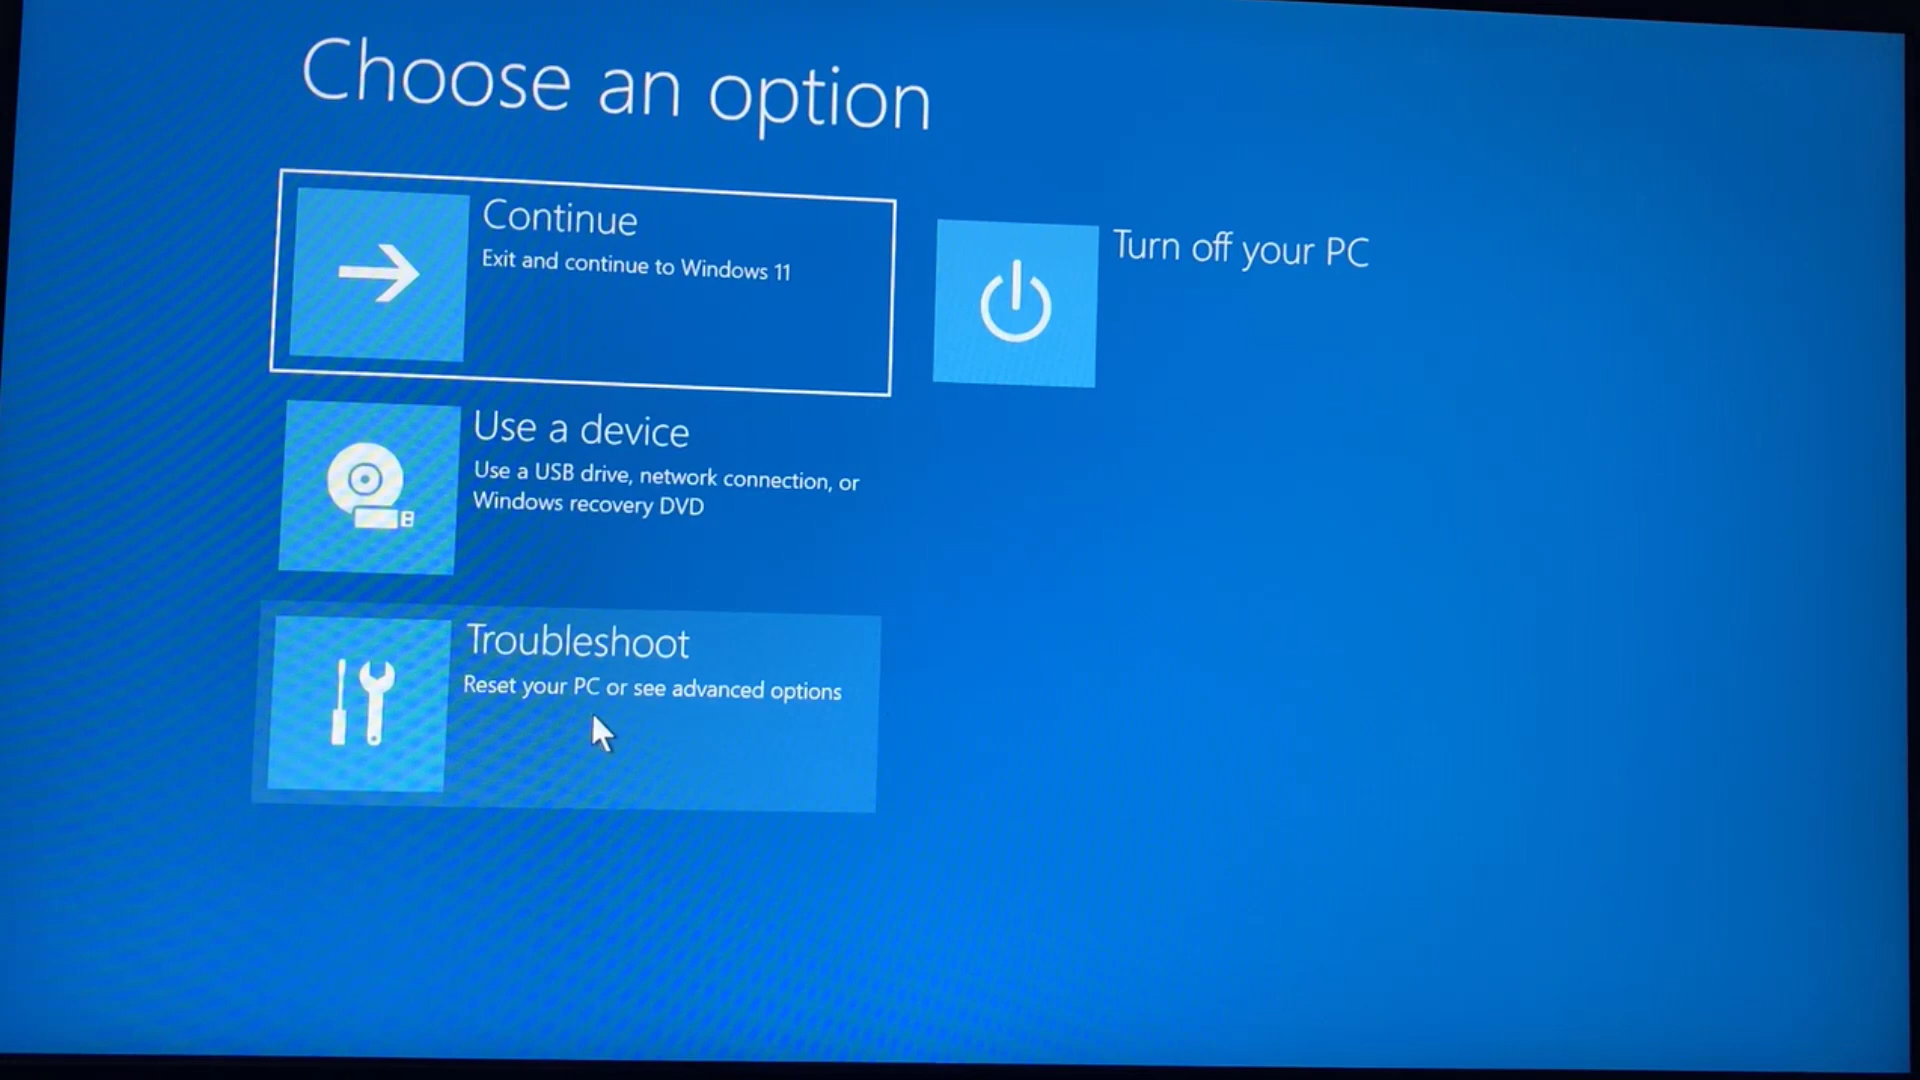 Choose an option
Continue
Exit and continue to Windows 11
Turn off your PC
Use a device
Use a USB drive, network connection, or
Windows recovery DVD
Troubleshoot
Reset your PC or see advanced options